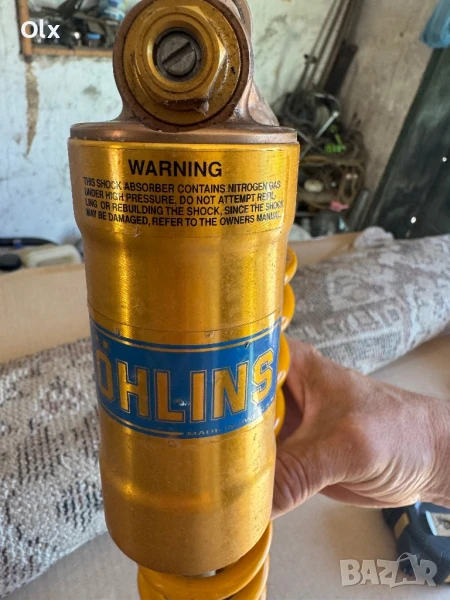 Olx
WARNING
THIS SHOCK ABSORBER CONTAINS NITROGEN GAS
UNDER HIGH PRESSURE, DO NOT ATTEMPT REFIL-
LING OR REBUILDING THE SHOCK, SINCE THE SHOCK
MAY BE DAMAGED, REFER TO THE OWNERS MANUAL
ÖHLINS
MADE
BAZAR